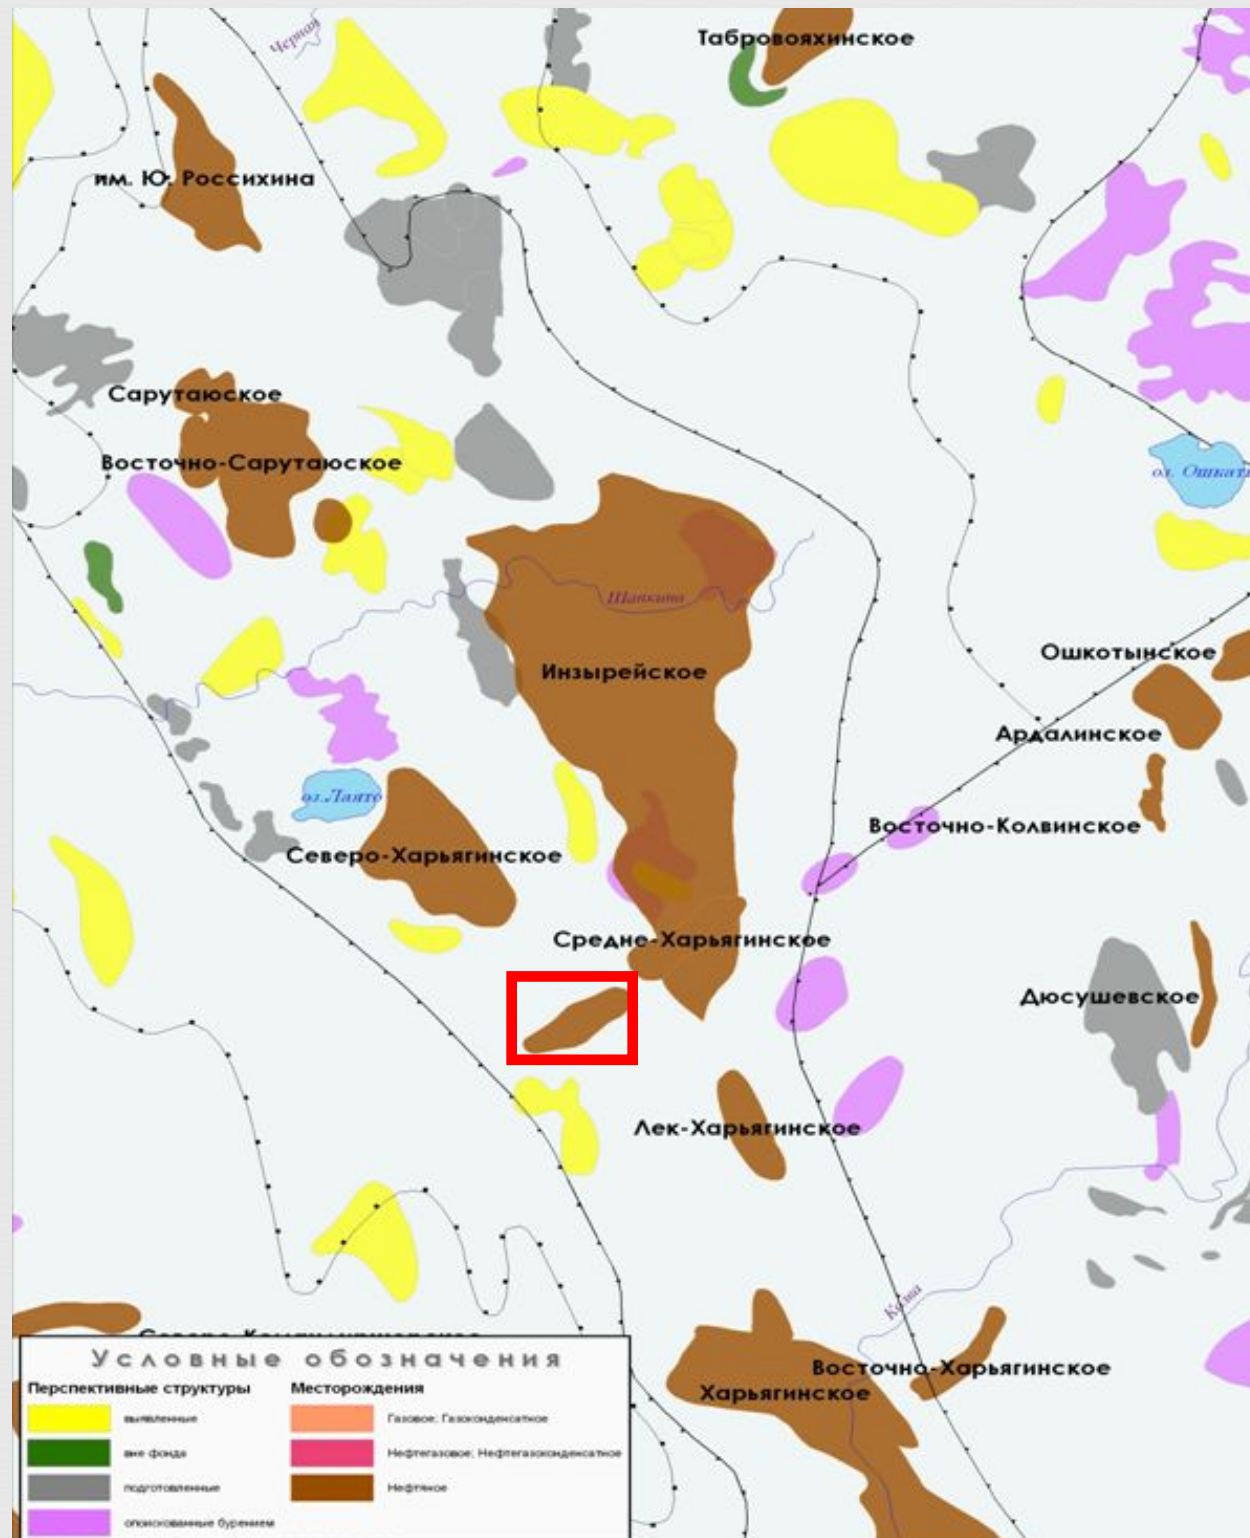 Черная
Табровояхинское
им. Ю. Россихина
Сарутаюское
Восточно-Сарутаюское
оз. Ошкаты
Шапкина
Инзырейское
Ошкотынское
Ардалинское
оз.Лаято
Восточно-Колвинское
Северо-Харьягинское
Средне-Харьягинское
Дюсушевское
Лек-Харьягинское
Колва
Восточно-Харьягинское
Харьягинское
Условные обозначения
Перспективные структуры
выявленные
вне фонда
подготовленные
опоискованные бурением
Месторождения
Газовое; Газоконденсатное
Нефтегазовое; Нефтегазоконденсатное
Нефтяное